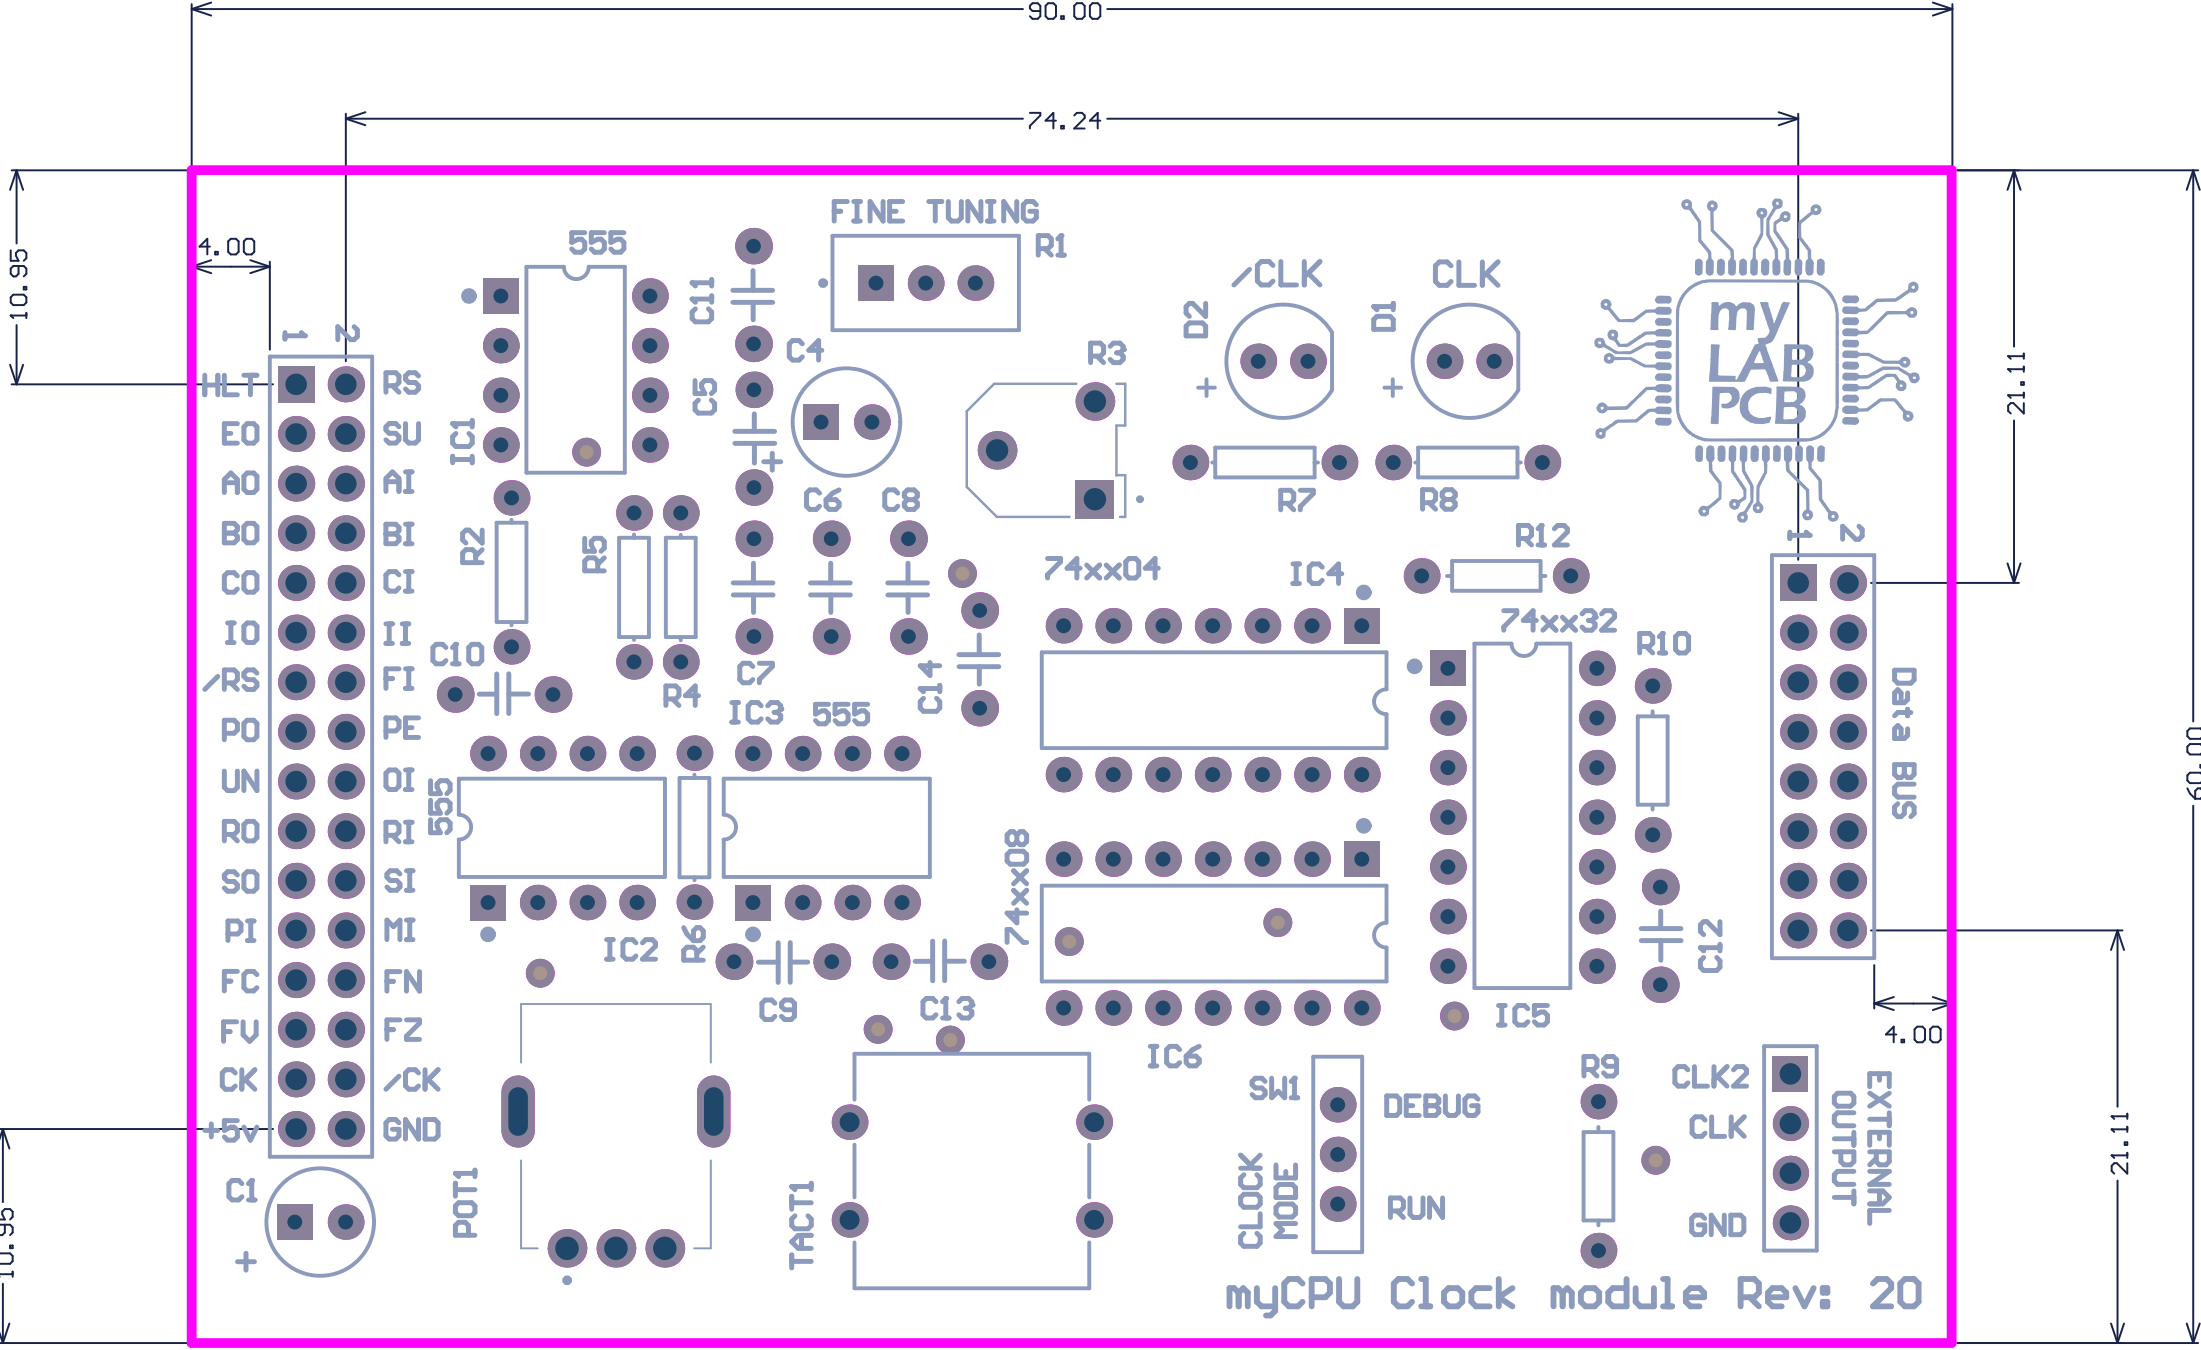 90.00
74.24
10.95
4.00
21.11
60.00
21.11
4.00
10.95
FINE TUNING
R1
555
C11
IC1
C4
C5
+
R3
/CLK
D2
+
CLK
D1
+
my
LAB
PCB
R7
R8
1 2
HLT RS
EO SU
AO AI
BO BI
CO CI
IO II
/RS FI
PO PE
UN OI
RO RI
SO SI
PI MI
FC FN
FV FZ
CK /CK
+5v GND
R2
R5
R4
C6
C8
C7
C10
C14
74xx04
IC4
R12
74xx32
R10
1 2
Data BUS
IC3 555
555
IC2
R6
C9
C13
74xx08
IC6
IC5
C12
C1
+
POT1
TACT1
SW1
DEBUG
RUN
CLOCK
MODE
R9
CLK2
CLK
GND
EXTERNAL
OUTPUT
myCPU Clock module Rev: 20